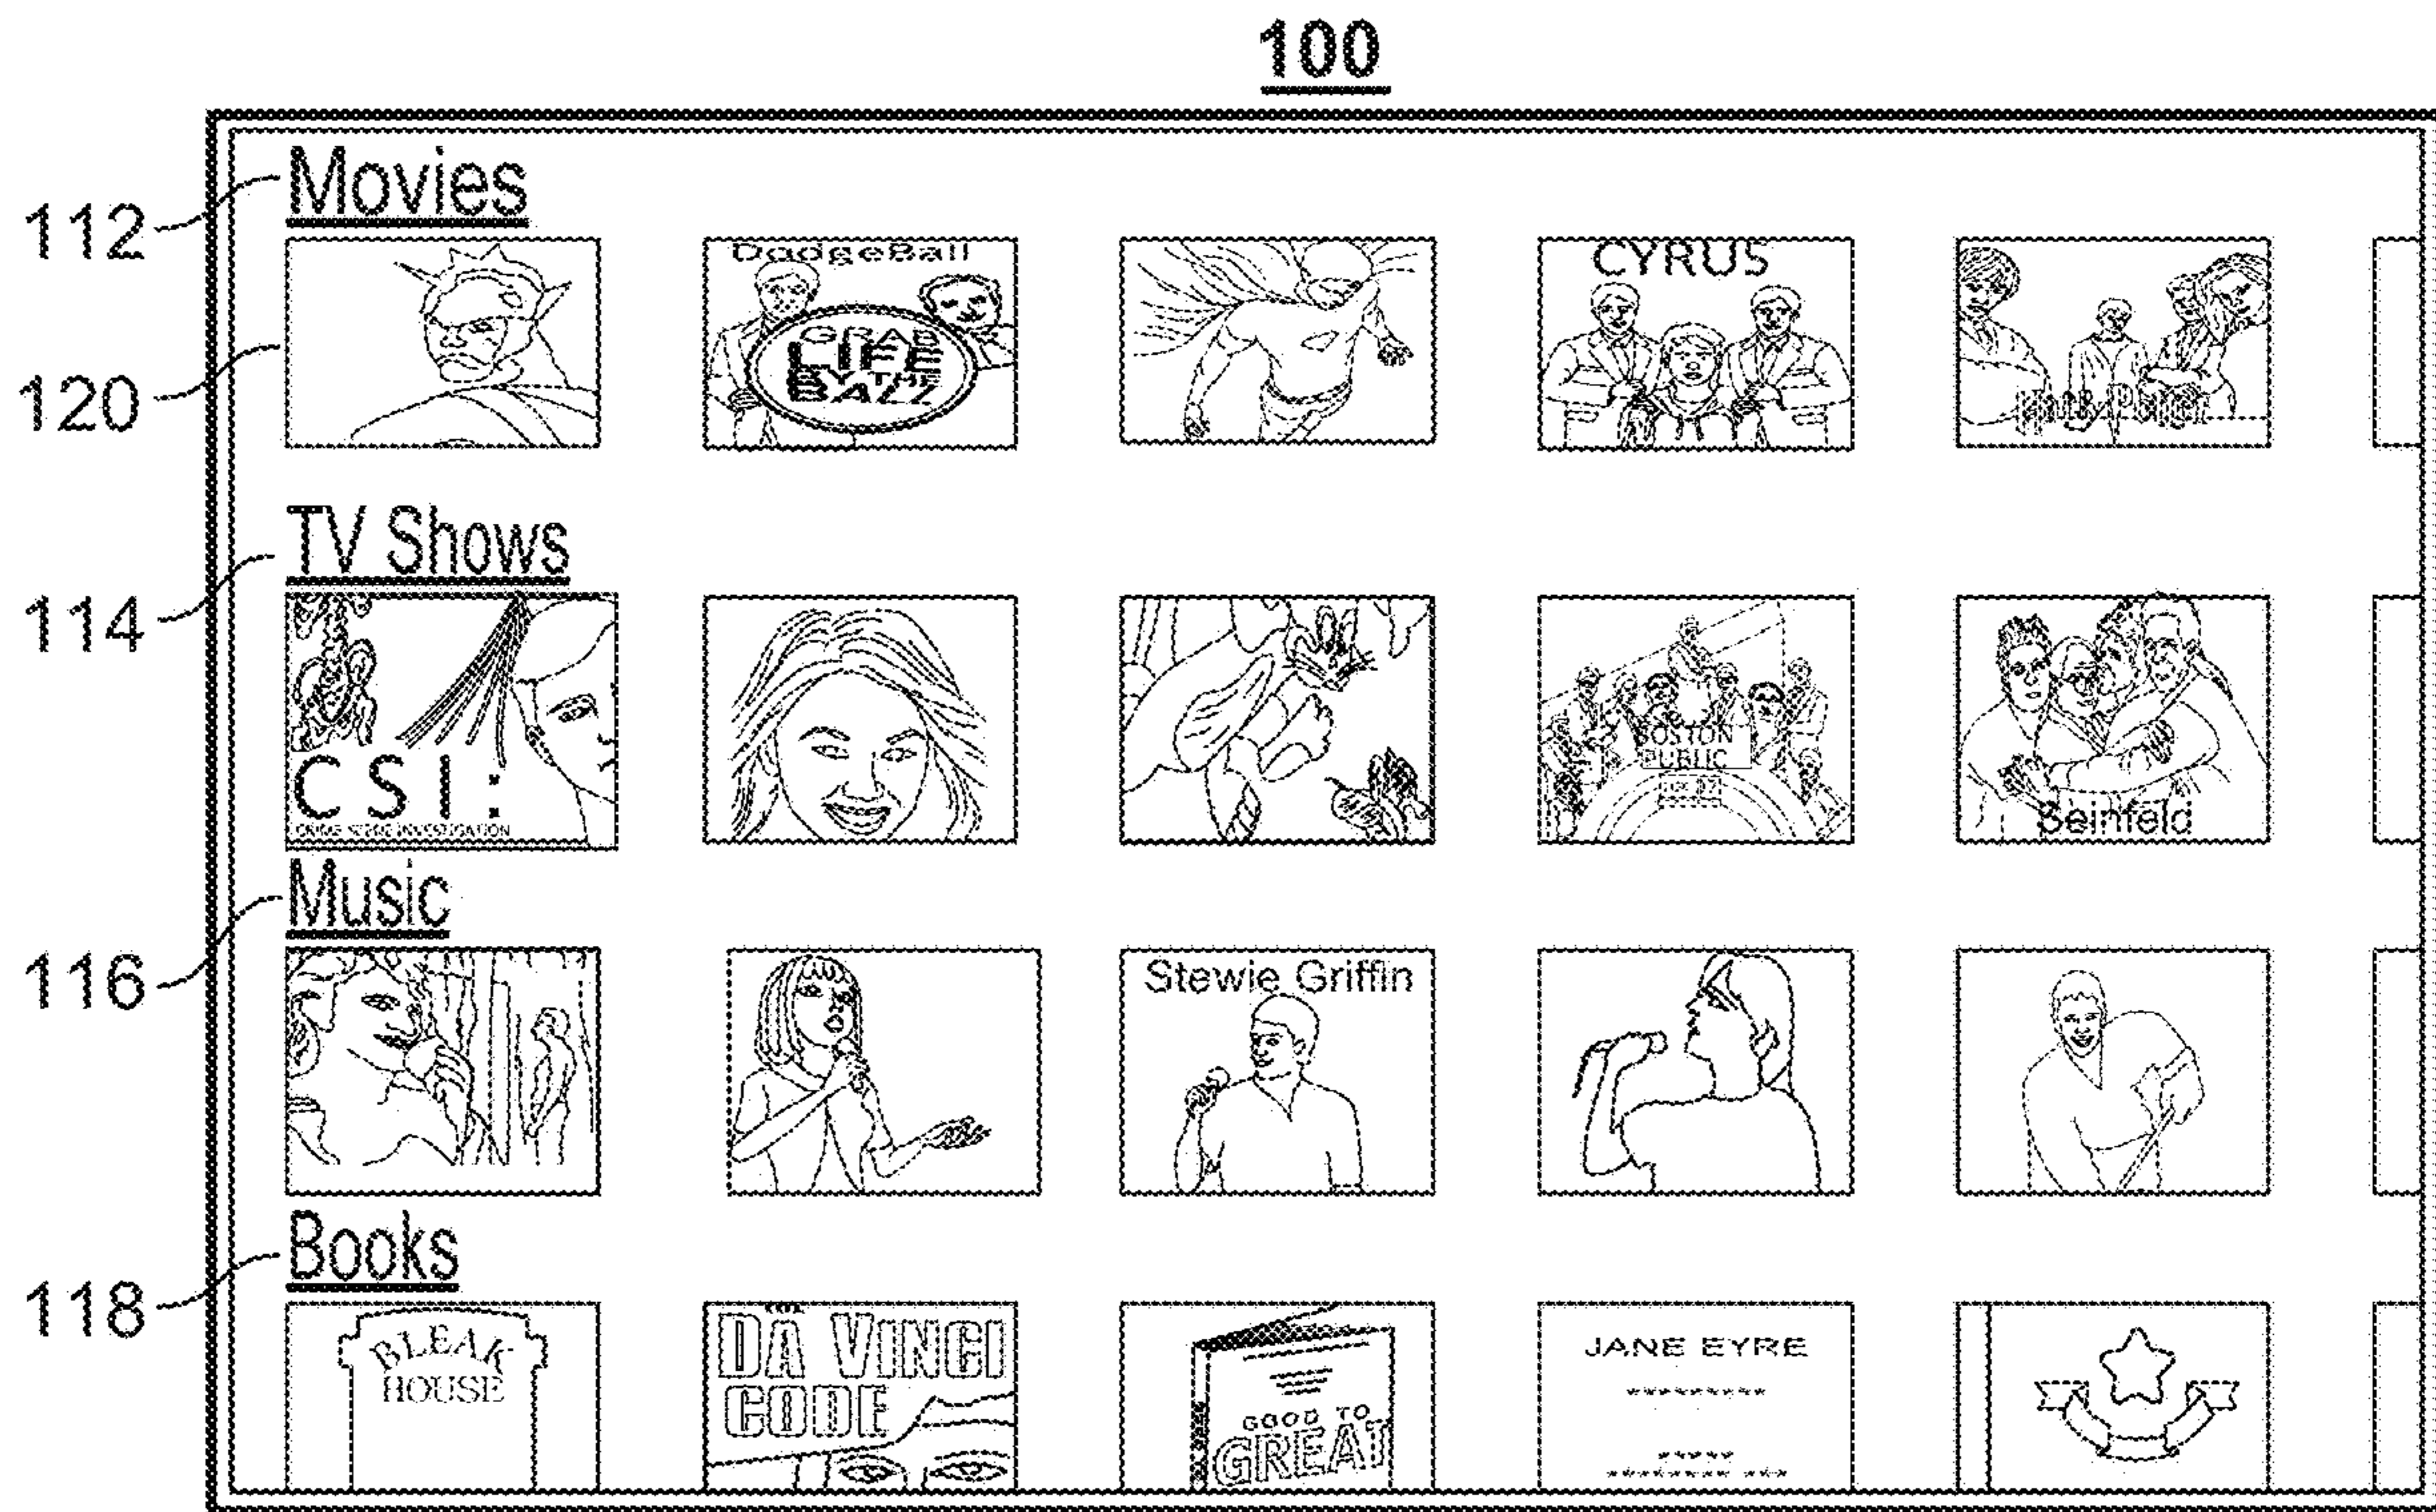 100
112
Movies
120
DodgeBall
GRAB
LIFE
BY THE
BALL
CYRUS
114
TV Shows
CSI:
CRIME SCENE INVESTIGATION
BOSTON
PUBLIC
Seinfeld
116
Music
Stewie Griffin
118
Books
BLEAK
HOUSE
DA VINCI
CODE
GOOD TO
GREAT
JANE EYRE